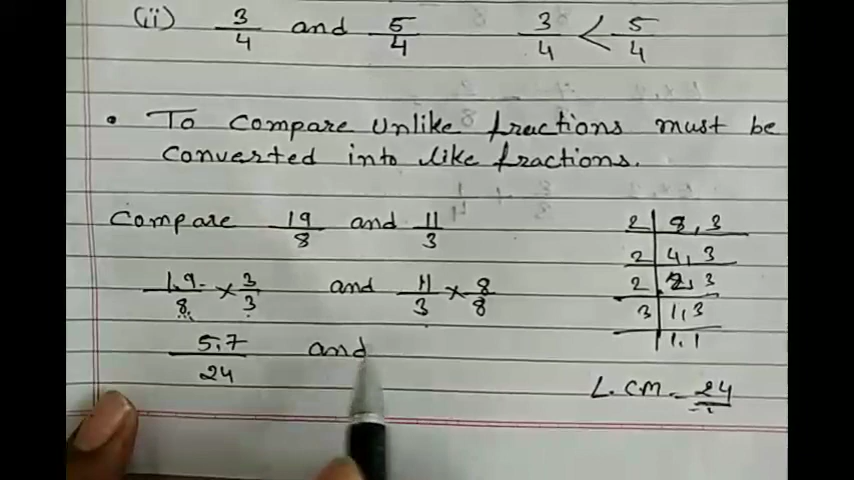 (ii) 3/4 and 5/4 3/4 < 5/4
• To compare unlike fractions must be
converted into like fractions.
Compare 19/8 and 11/3
19/8 × 3/3 and 11/3 × 8/8
57/24 and
2 | 8, 3
2 | 4, 3
2 | 2, 3
3 | 1, 3
1, 1
L.CM = 24